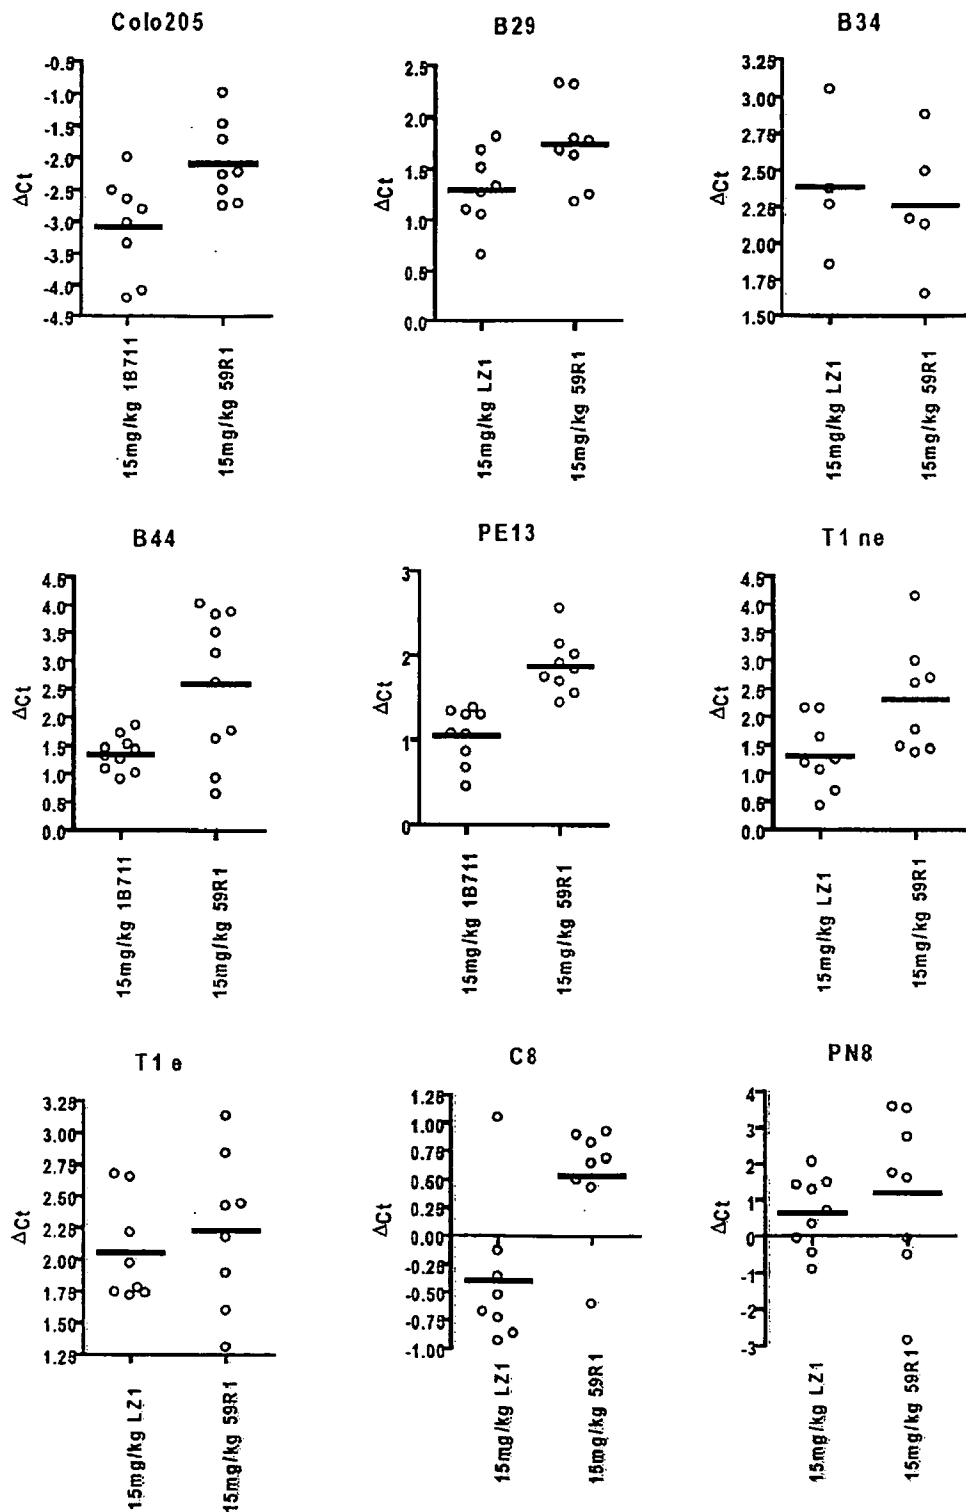 Colo205
ΔCt
-0.5
-1.0
-1.5
-2.0
-2.5
-3.0
-3.5
-4.0
-4.5
15mg/kg 1B711
15mg/kg 59R1
B29
ΔCt
2.5
2.0
1.5
1.0
0.5
0.0
15mg/kg LZ1
15mg/kg 59R1
B34
ΔCt
3.25
3.00
2.75
2.50
2.25
2.00
1.75
1.50
15mg/kg LZ1
15mg/kg 59R1
B44
ΔCt
4.5
4.0
3.5
3.0
2.5
2.0
1.5
1.0
0.5
0.0
15mg/kg 1B711
15mg/kg 59R1
PE13
ΔCt
3
2
1
0
15mg/kg 1B711
15mg/kg 59R1
T1 ne
ΔCt
4.5
4.0
3.5
3.0
2.5
2.0
1.5
1.0
0.5
0.0
15mg/kg LZ1
15mg/kg 59R1
T1 e
ΔCt
3.25
3.00
2.75
2.50
2.25
2.00
1.75
1.50
1.25
15mg/kg LZ1
15mg/kg 59R1
C8
ΔCt
1.25
1.00
0.75
0.50
0.25
0.00
-0.25
-0.50
-0.75
-1.00
15mg/kg LZ1
15mg/kg 59R1
PN8
ΔCt
4
3
2
1
0
-1
-2
-3
15mg/kg LZ1
15mg/kg 59R1